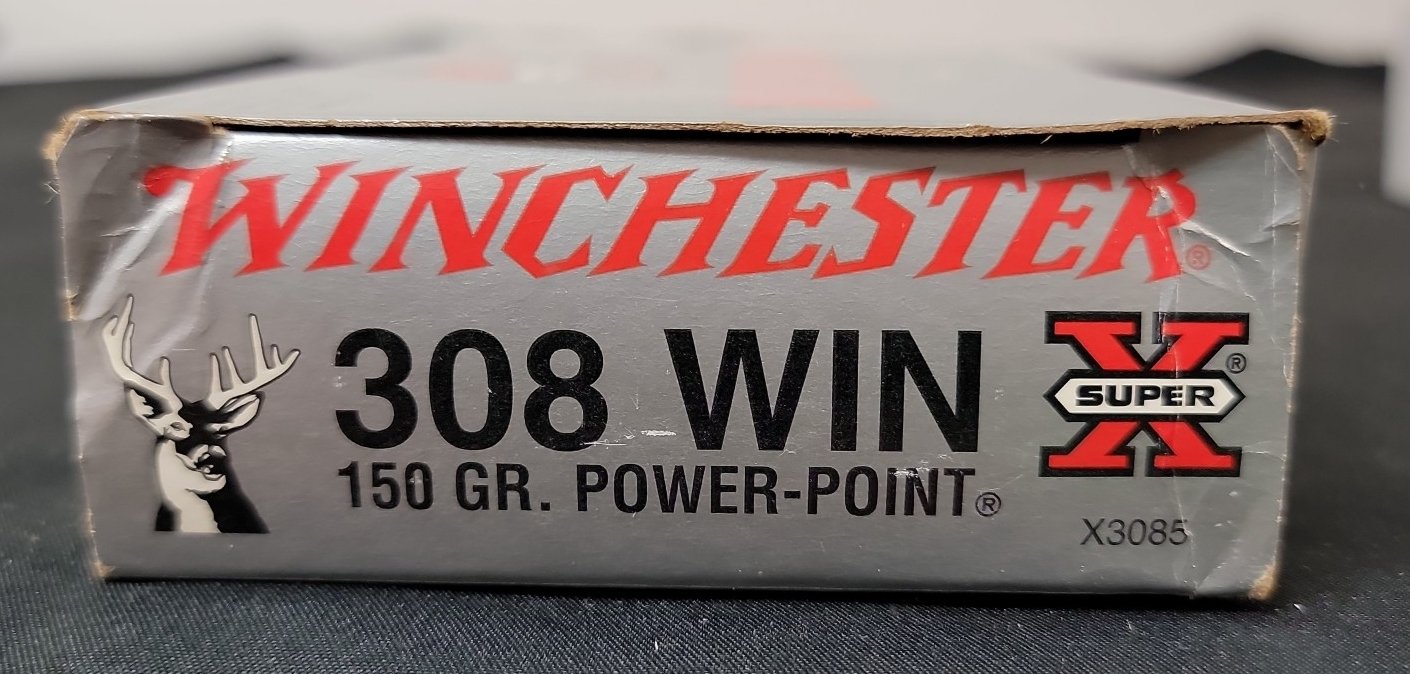 WINCHESTER®
308 WIN
150 GR. POWER-POINT®
X
SUPER®
X3085